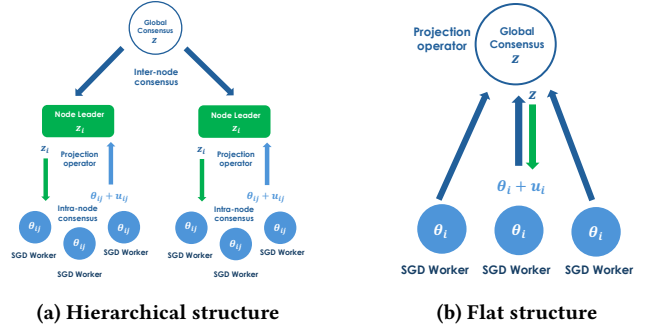 Global
Consensus
z
Inter-node
consensus
Node Leader
z_i
Node Leader
z_i
z_i
Projection
operator
θ_ij + u_ij
Intra-node
consensus
θ_ij
θ_ij
θ_ij
SGD Worker
SGD Worker
SGD Worker
z_i
Projection
operator
θ_ij + u_ij
Intra-node
consensus
θ_ij
θ_ij
θ_ij
SGD Worker
SGD Worker
SGD Worker
(a) Hierarchical structure
Projection
operator
Global
Consensus
z
z
θ_i + u_i
θ_i
θ_i
θ_i
SGD Worker
SGD Worker
SGD Worker
(b) Flat structure